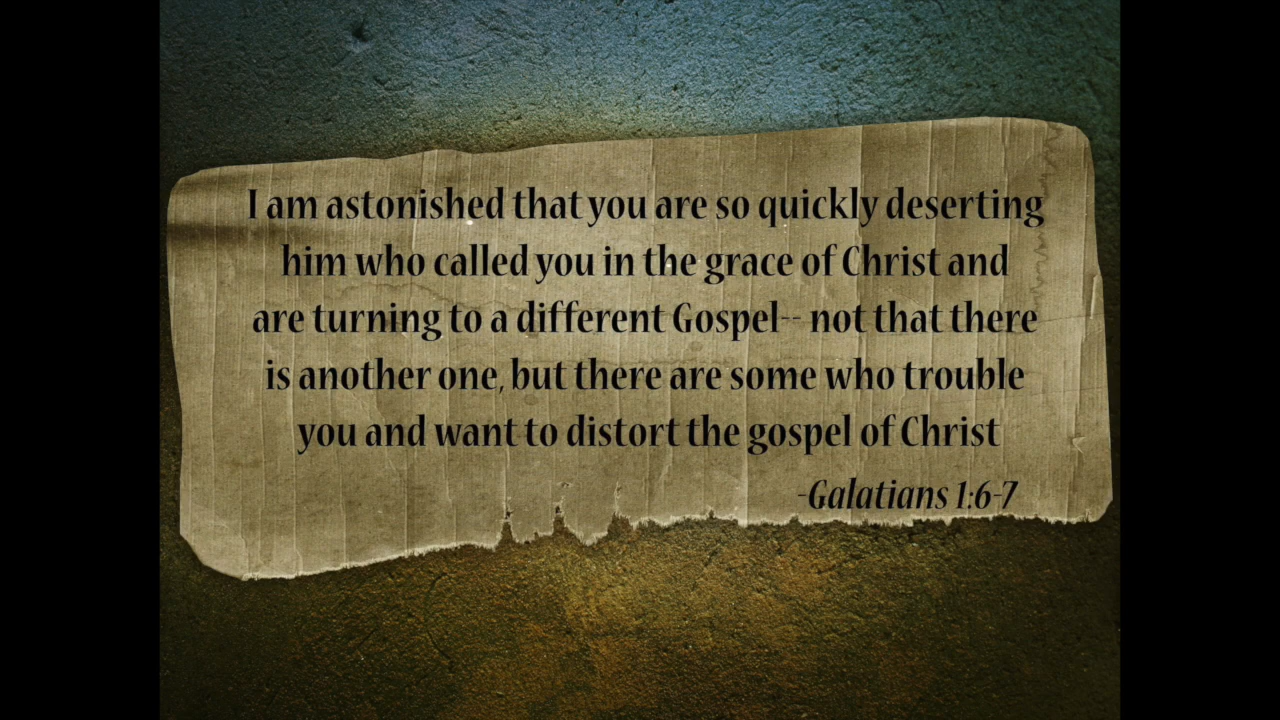 I am astonished that you are so quickly deserting
him who called you in the grace of Christ and
are turning to a different Gospel-- not that there
is another one, but there are some who trouble
you and want to distort the gospel of Christ
-Galatians 1:6-7